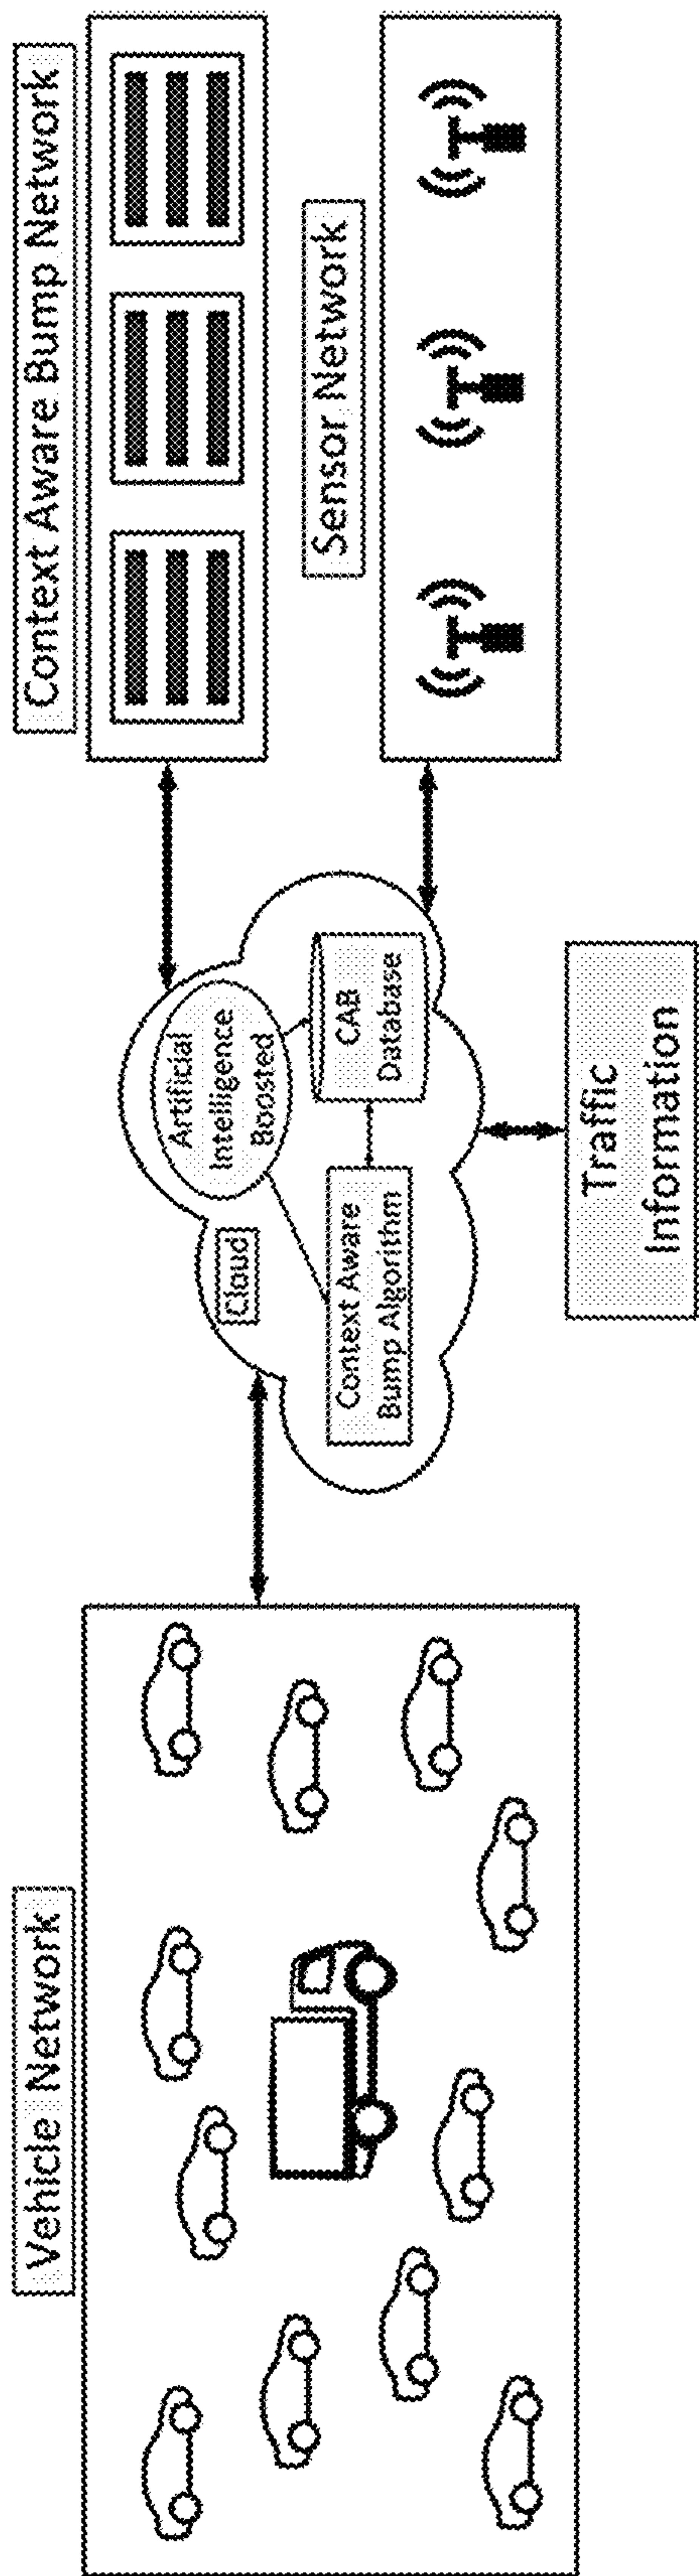 Vehicle Network
Cloud
Artificial
Intelligence
Boosted
Context Aware
Bump Algorithm
CAB
Database
Traffic
Information
Context Aware Bump Network
Sensor Network